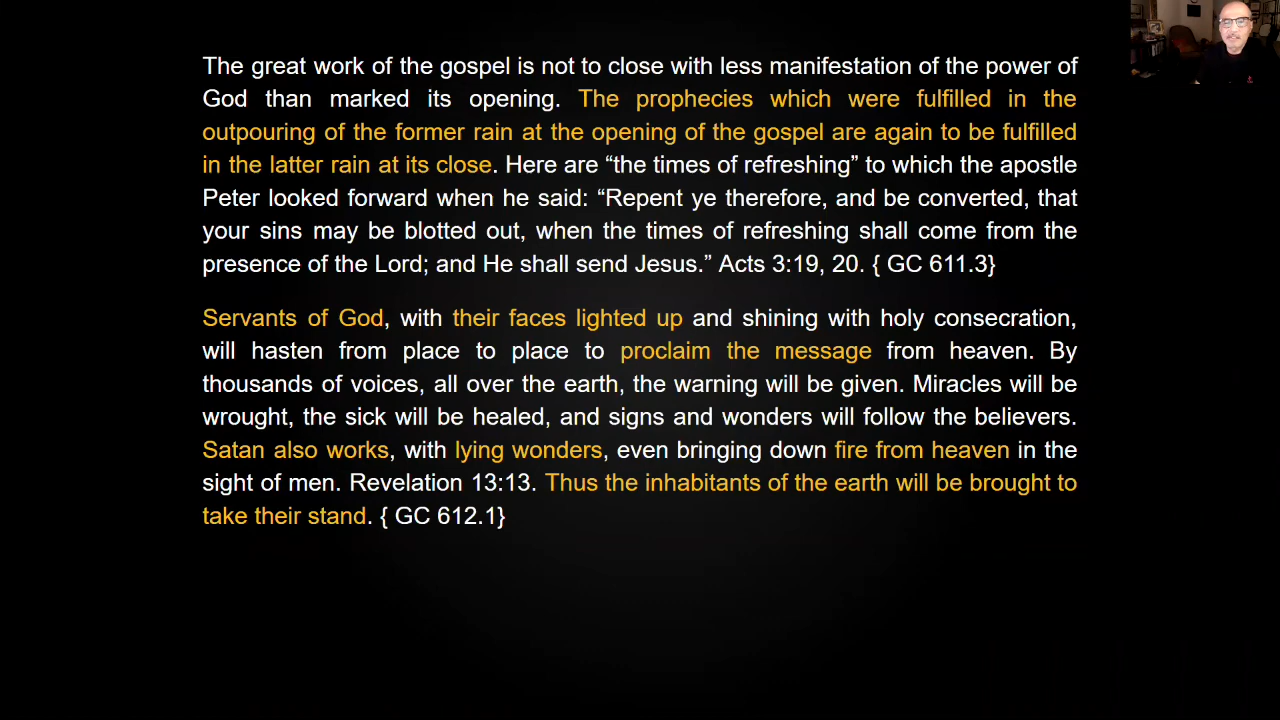 The great work of the gospel is not to close with less manifestation of the power of
God than marked its opening. The prophecies which were fulfilled in the
outpouring of the former rain at the opening of the gospel are again to be fulfilled
in the latter rain at its close. Here are “the times of refreshing” to which the apostle
Peter looked forward when he said: “Repent ye therefore, and be converted, that
your sins may be blotted out, when the times of refreshing shall come from the
presence of the Lord; and He shall send Jesus.” Acts 3:19, 20. { GC 611.3}
Servants of God, with their faces lighted up and shining with holy consecration,
will hasten from place to place to proclaim the message from heaven. By
thousands of voices, all over the earth, the warning will be given. Miracles will be
wrought, the sick will be healed, and signs and wonders will follow the believers.
Satan also works, with lying wonders, even bringing down fire from heaven in the
sight of men. Revelation 13:13. Thus the inhabitants of the earth will be brought to
take their stand. { GC 612.1}